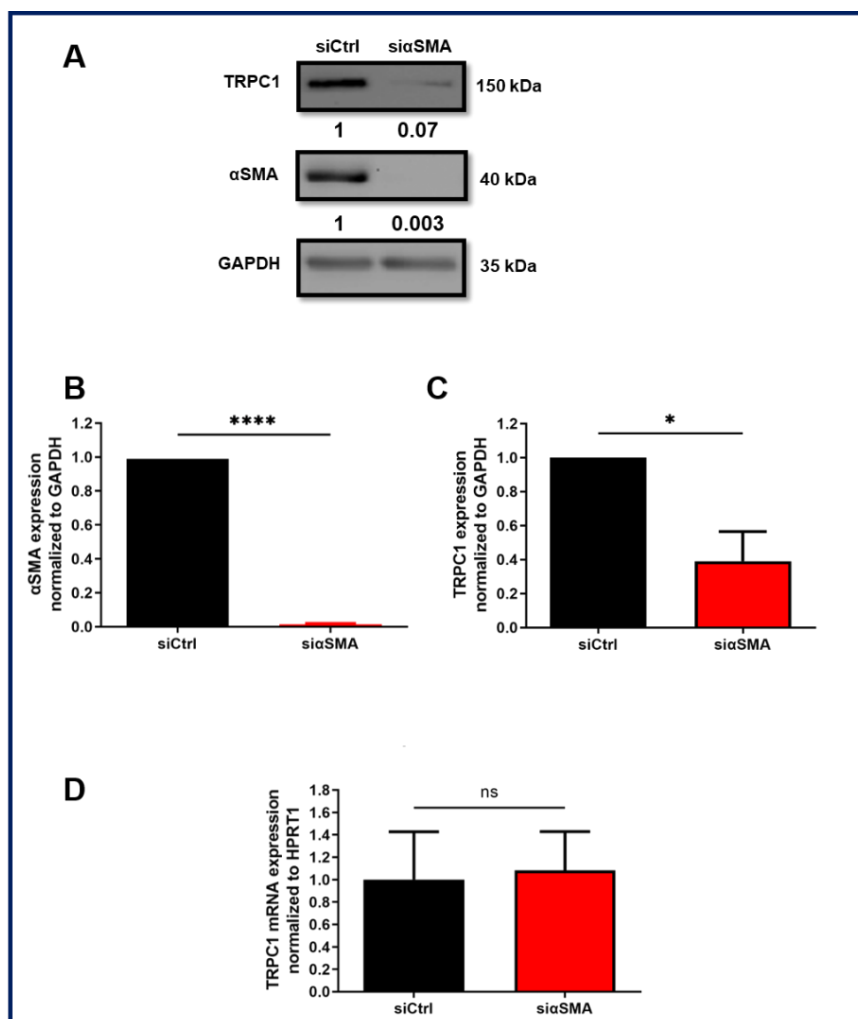 A
siCtrl siαSMA
TRPC1 150 kDa
1 0.07
αSMA 40 kDa
1 0.003
GAPDH 35 kDa
B
αSMA expression
normalized to GAPDH
1.2
1.0
0.8
0.6
0.4
0.2
0.0
****
siCtrl siαSMA
C
TRPC1 expression
normalized to GAPDH
1.2
1.0
0.8
0.6
0.4
0.2
0.0
*
siCtrl siαSMA
D
TRPC1 mRNA expression
normalized to HPRT1
1.8
1.6
1.4
1.2
1.0
0.8
0.6
0.4
0.2
0.0
ns
siCtrl siαSMA